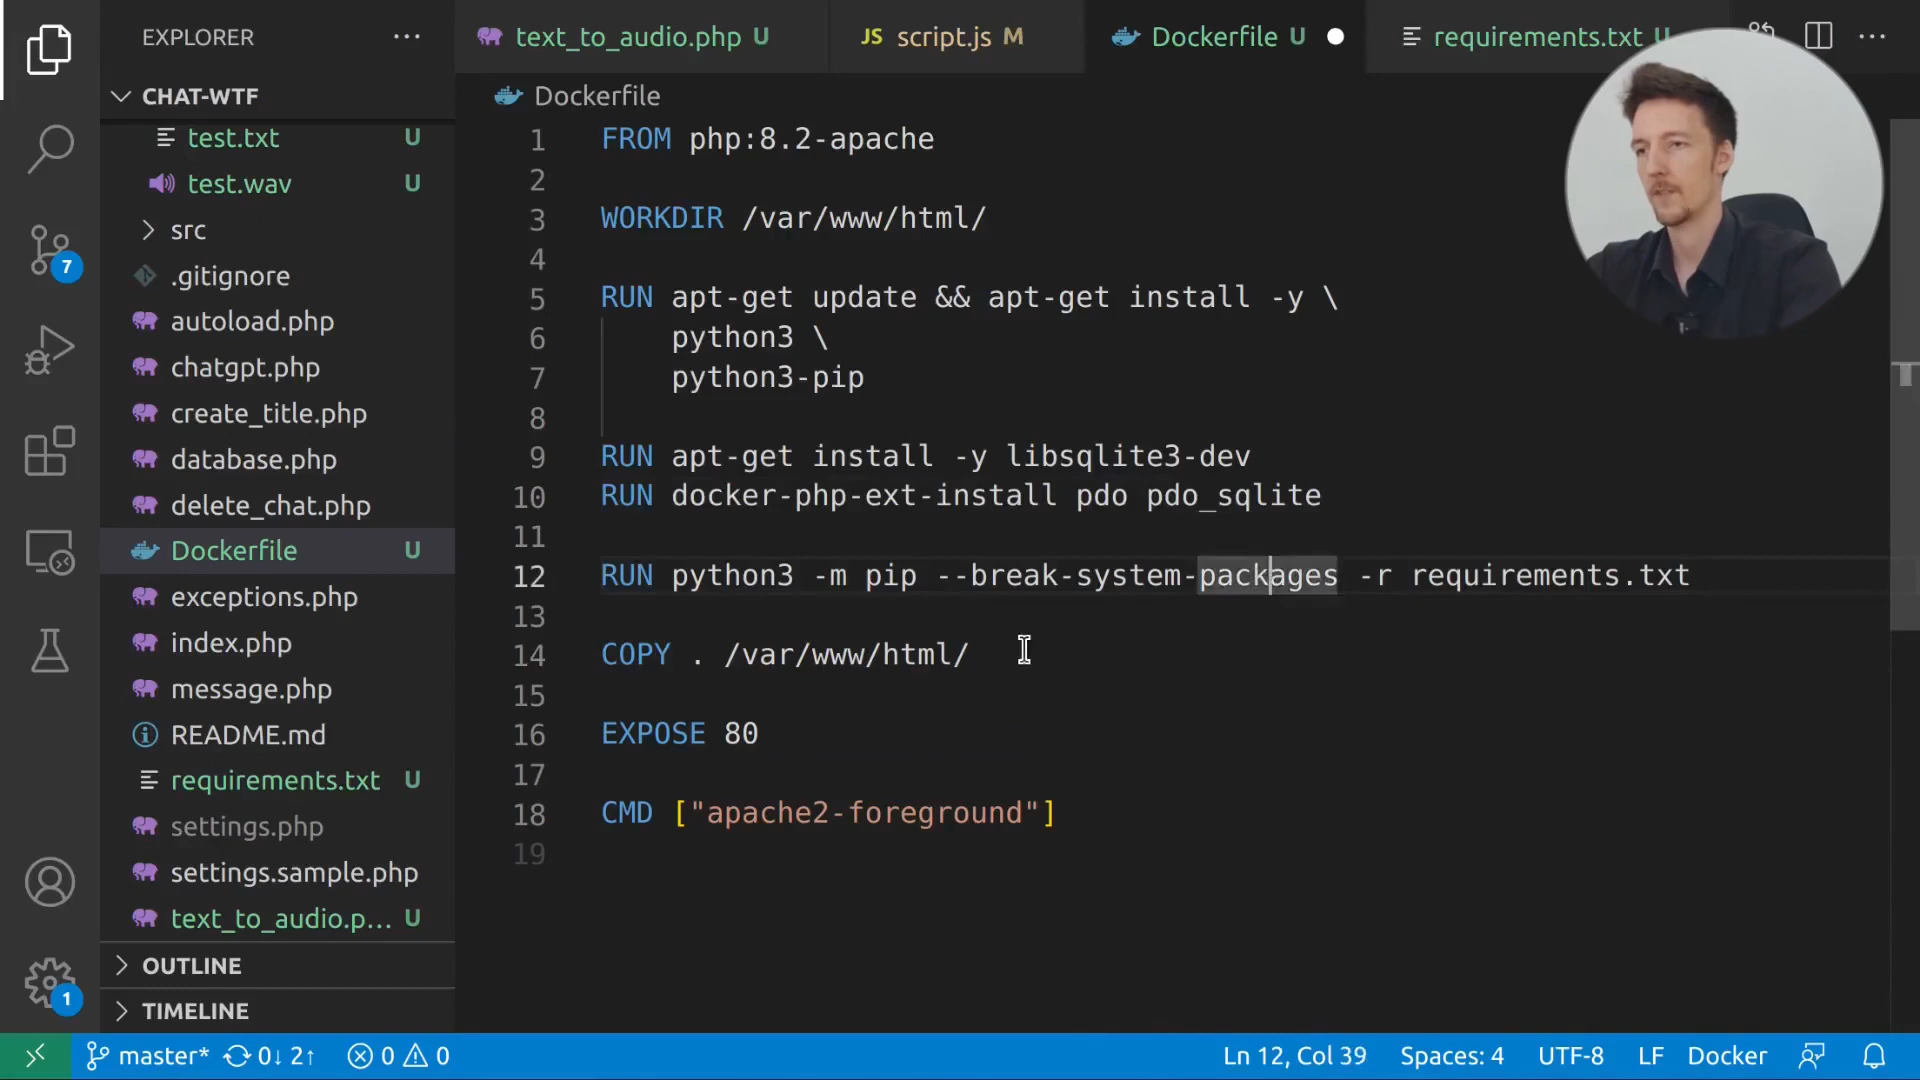 EXPLORER
CHAT-WTF
test.txt U
test.wav U
src
.gitignore
autoload.php
chatgpt.php
create_title.php
database.php
delete_chat.php
Dockerfile U
exceptions.php
index.php
message.php
README.md
requirements.txt U
settings.php
settings.sample.php
text_to_audio.p... U
OUTLINE
TIMELINE
7
1
text_to_audio.php U
JS script.js M
Dockerfile U
requirements.txt U
Dockerfile
1 FROM php:8.2-apache
2
3 WORKDIR /var/www/html/
4
5 RUN apt-get update && apt-get install -y \
6 python3 \
7 python3-pip
8
9 RUN apt-get install -y libsqlite3-dev
10 RUN docker-php-ext-install pdo pdo_sqlite
11
12 RUN python3 -m pip --break-system-packages -r requirements.txt
13
14 COPY . /var/www/html/
15
16 EXPOSE 80
17
18 CMD ["apache2-foreground"]
19
master* 0↓ 2↑ 0 0
Ln 12, Col 39 Spaces: 4 UTF-8 LF Docker